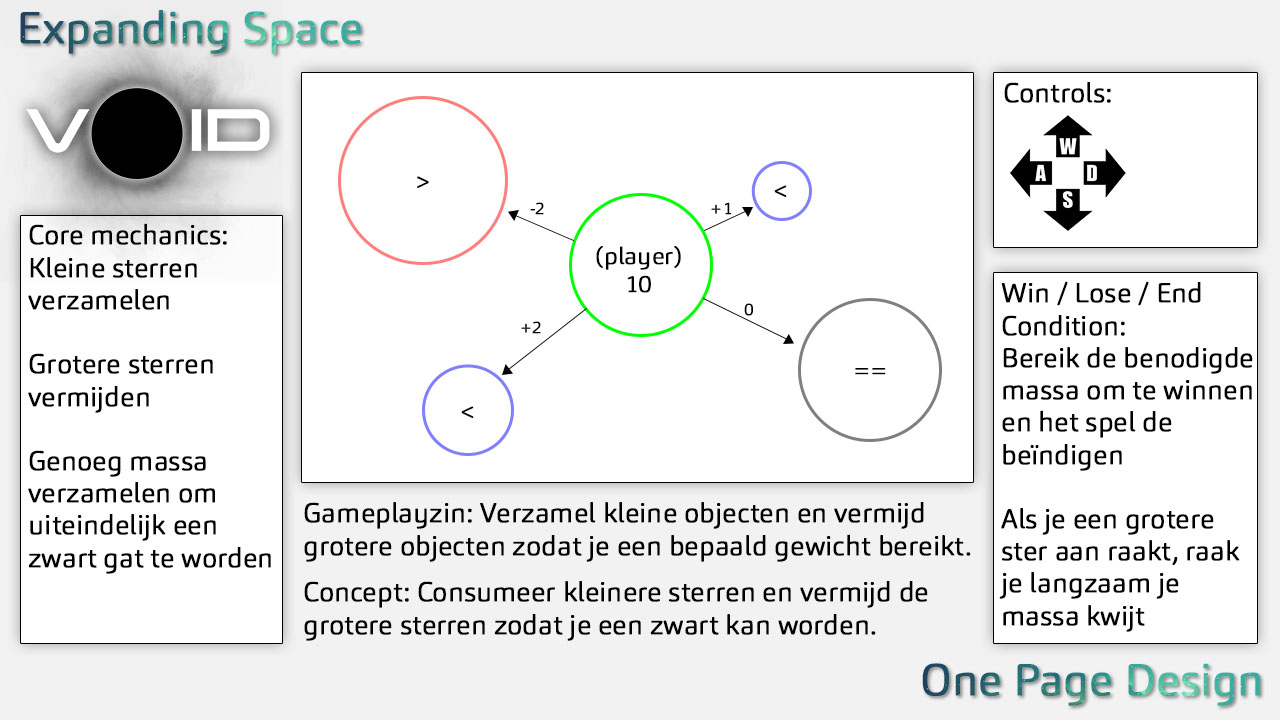 Expanding Space
VOID
Core mechanics:
Kleine sterren
verzamelen
Grotere sterren
vermijden
Genoeg massa
verzamelen om
uiteindelijk een
zwart gat te worden
>
-2
+1
<
(player)
10
+2
0
<
==
Gameplayzin: Verzamel kleine objecten en vermijd
grotere objecten zodat je een bepaald gewicht bereikt.
Concept: Consumeer kleinere sterren en vermijd de
grotere sterren zodat je een zwart kan worden.
Controls:
W
A D
S
Win / Lose / End
Condition:
Bereik de benodigde
massa om te winnen
en het spel de
beïndigen
Als je een grotere
ster aan raakt, raak
je langzaam je
massa kwijt
One Page Design